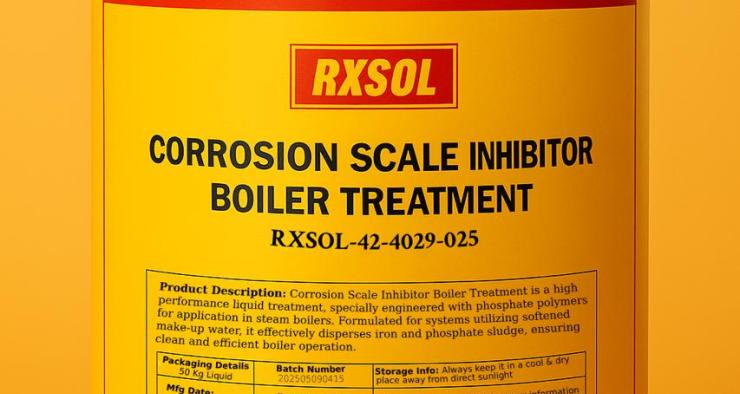 RXSOL
CORROSION SCALE INHIBITOR
BOILER TREATMENT
RXSOL-42-4029-025
Product Description: Corrosion Scale Inhibitor Boiler Treatment is a high
performance liquid treatment, specially engineered with phosphate polymers
for application in steam boilers. Formulated for systems utilizing softened
make-up water, it effectively disperses iron and phosphate sludge, ensuring
clean and efficient boiler operation.
Packaging Details
50 Kg Liquid
Batch Number
202505090415
Storage Info: Always keep it in a cool & dry
place away from direct sunlight
Mfg Date:
information